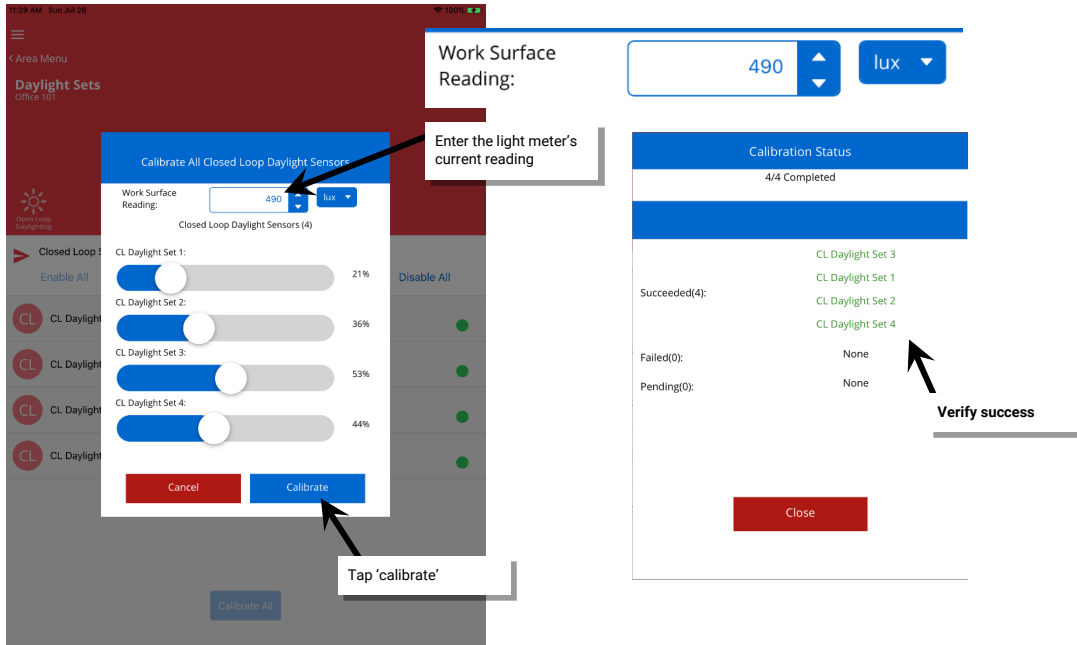 11:29 AM Sun Jul 26
100%
< Area Menu
Daylight Sets
Office 101
Open Loop
Daylighting
Closed Loop S
Enable All
Disable All
CL
CL Daylight
CL
CL Daylight
CL
CL Daylight
CL
CL Daylight
Calibrate All
Calibrate All Closed Loop Daylight Sensors
Work Surface
Reading:
490
lux
Closed Loop Daylight Sensors (4)
CL Daylight Set 1:
21%
CL Daylight Set 2:
36%
CL Daylight Set 3:
53%
CL Daylight Set 4:
44%
Cancel
Calibrate
Tap ‘calibrate’
Work Surface
Reading:
490
lux
Enter the light meter’s
current reading
Calibration Status
4/4 Completed
Succeeded(4):
CL Daylight Set 3
CL Daylight Set 1
CL Daylight Set 2
CL Daylight Set 4
Failed(0):
None
Pending(0):
None
Close
Verify success